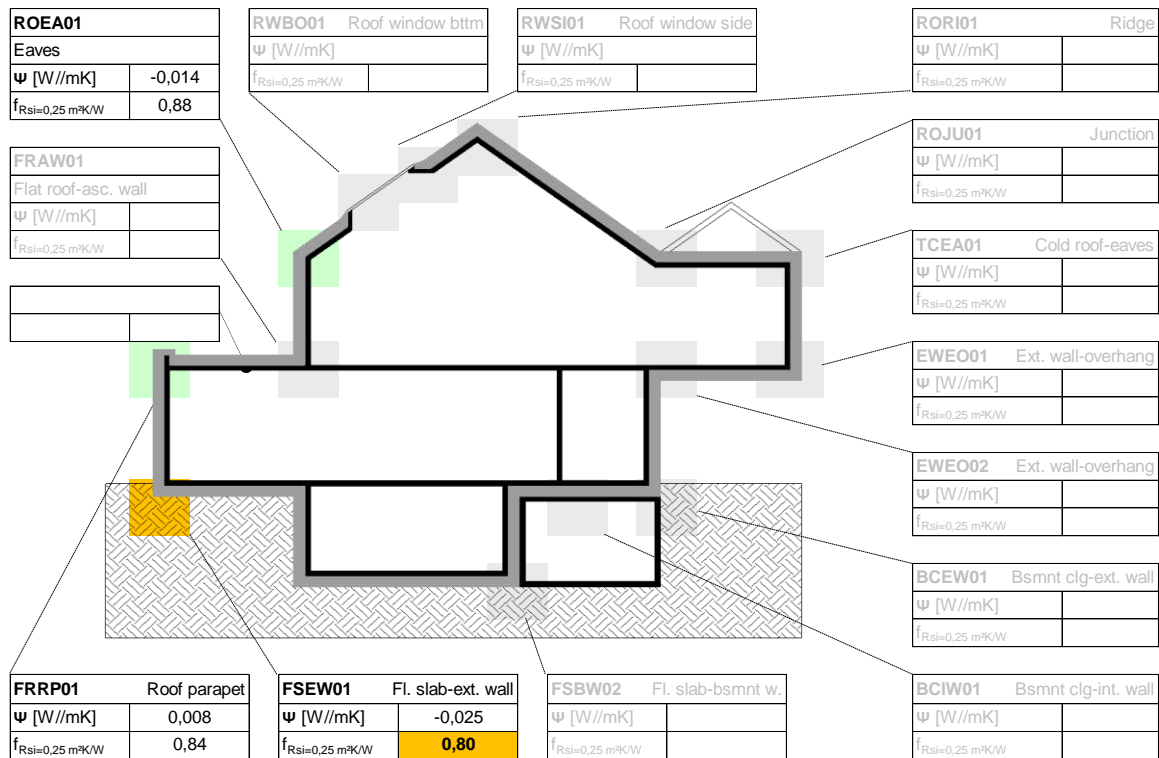 ROEA01
Eaves
Ψ [W//mK] -0,014
fRsi=0,25 m²K/W 0,88
RWBO01 Roof window bttm
Ψ [W//mK]
fRsi=0,25 m²K/W
RWSI01 Roof window side
Ψ [W//mK]
fRsi=0,25 m²K/W
RORI01 Ridge
Ψ [W//mK]
fRsi=0,25 m²K/W
FRAW01
Flat roof-asc. wall
Ψ [W//mK]
fRsi=0,25 m²K/W
ROJU01 Junction
Ψ [W//mK]
fRsi=0,25 m²K/W
TCEA01 Cold roof-eaves
Ψ [W//mK]
fRsi=0,25 m²K/W
EWEO01 Ext. wall-overhang
Ψ [W//mK]
fRsi=0,25 m²K/W
EWEO02 Ext. wall-overhang
Ψ [W//mK]
fRsi=0,25 m²K/W
BCEW01 Bsmnt clg-ext. wall
Ψ [W//mK]
fRsi=0,25 m²K/W
FRRP01 Roof parapet
Ψ [W//mK] 0,008
fRsi=0,25 m²K/W 0,84
FSEW01 Fl. slab-ext. wall
Ψ [W//mK] -0,025
fRsi=0,25 m²K/W 0,80
FSBW02 Fl. slab-bsmnt w.
Ψ [W//mK]
fRsi=0,25 m²K/W
BCIW01 Bsmnt clg-int. wall
Ψ [W//mK]
fRsi=0,25 m²K/W